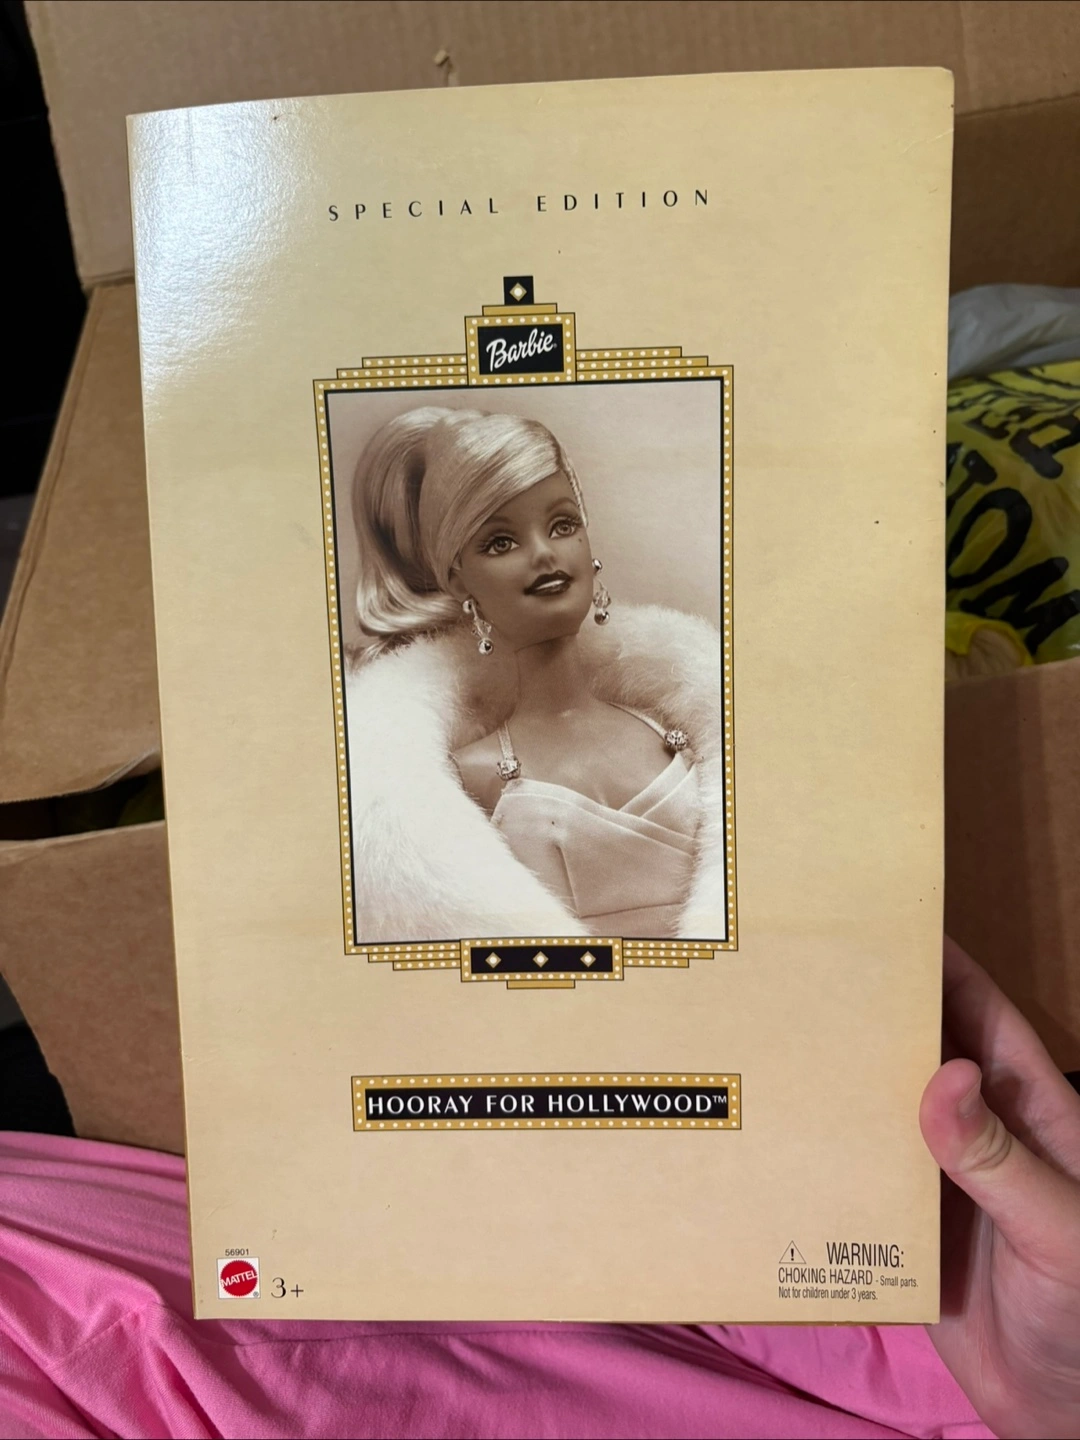 SPECIAL EDITION
Barbie
HOORAY FOR HOLLYWOOD™
56901
MATTEL®
3+
WARNING:
CHOKING HAZARD - Small parts.
Not for children under 3 years.